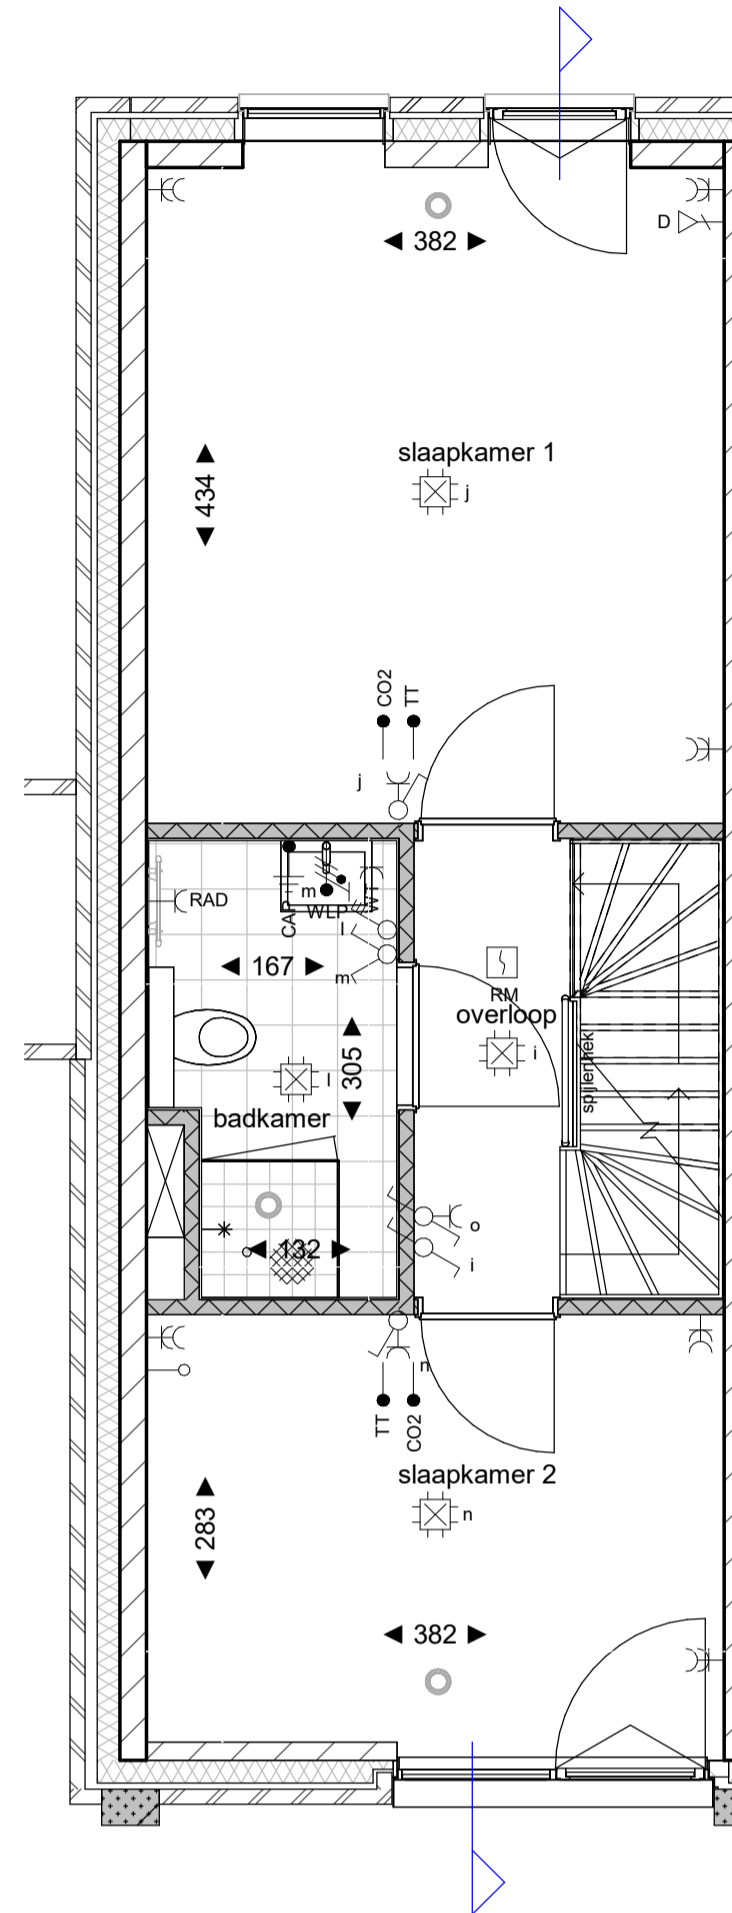 D
382
slaapkamer 1
434
j
CO2
TT
j
RAD
m
CAI
WLP
WT
l
167
m
RM
overloop
305
i
l
spijlenhek
badkamer
132
o
i
n
TT
CO2
slaapkamer 2
283
n
382